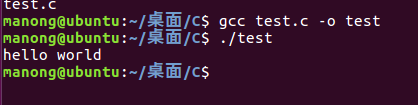 test.c
manong@ubuntu:~/桌面/C$ gcc test.c -o test
manong@ubuntu:~/桌面/C$ ./test
hello world
manong@ubuntu:~/桌面/C$